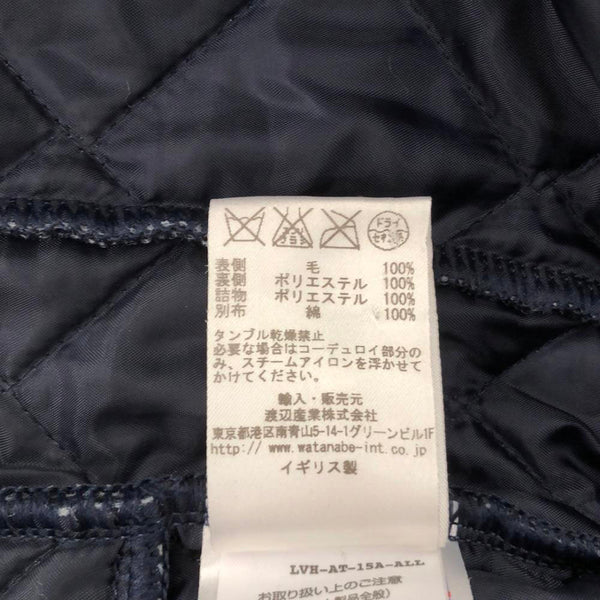 ドライ
セキユ系
表側 毛 100%
裏側 ポリエステル 100%
詰物 ポリエステル 100%
別布 綿 100%
タンブル乾燥禁止
必要な場合はコーデュロイ部分の
み、スチームアイロンを浮かせて
かけてください。
輸入・販売元
渡辺産業株式会社
東京都港区南青山5-14-1グリーンビル1F
http://www.watanabe-int.co.jp
イギリス製
LVH-AT-15A-ALL
お取り扱い上のご注意
製品全般)